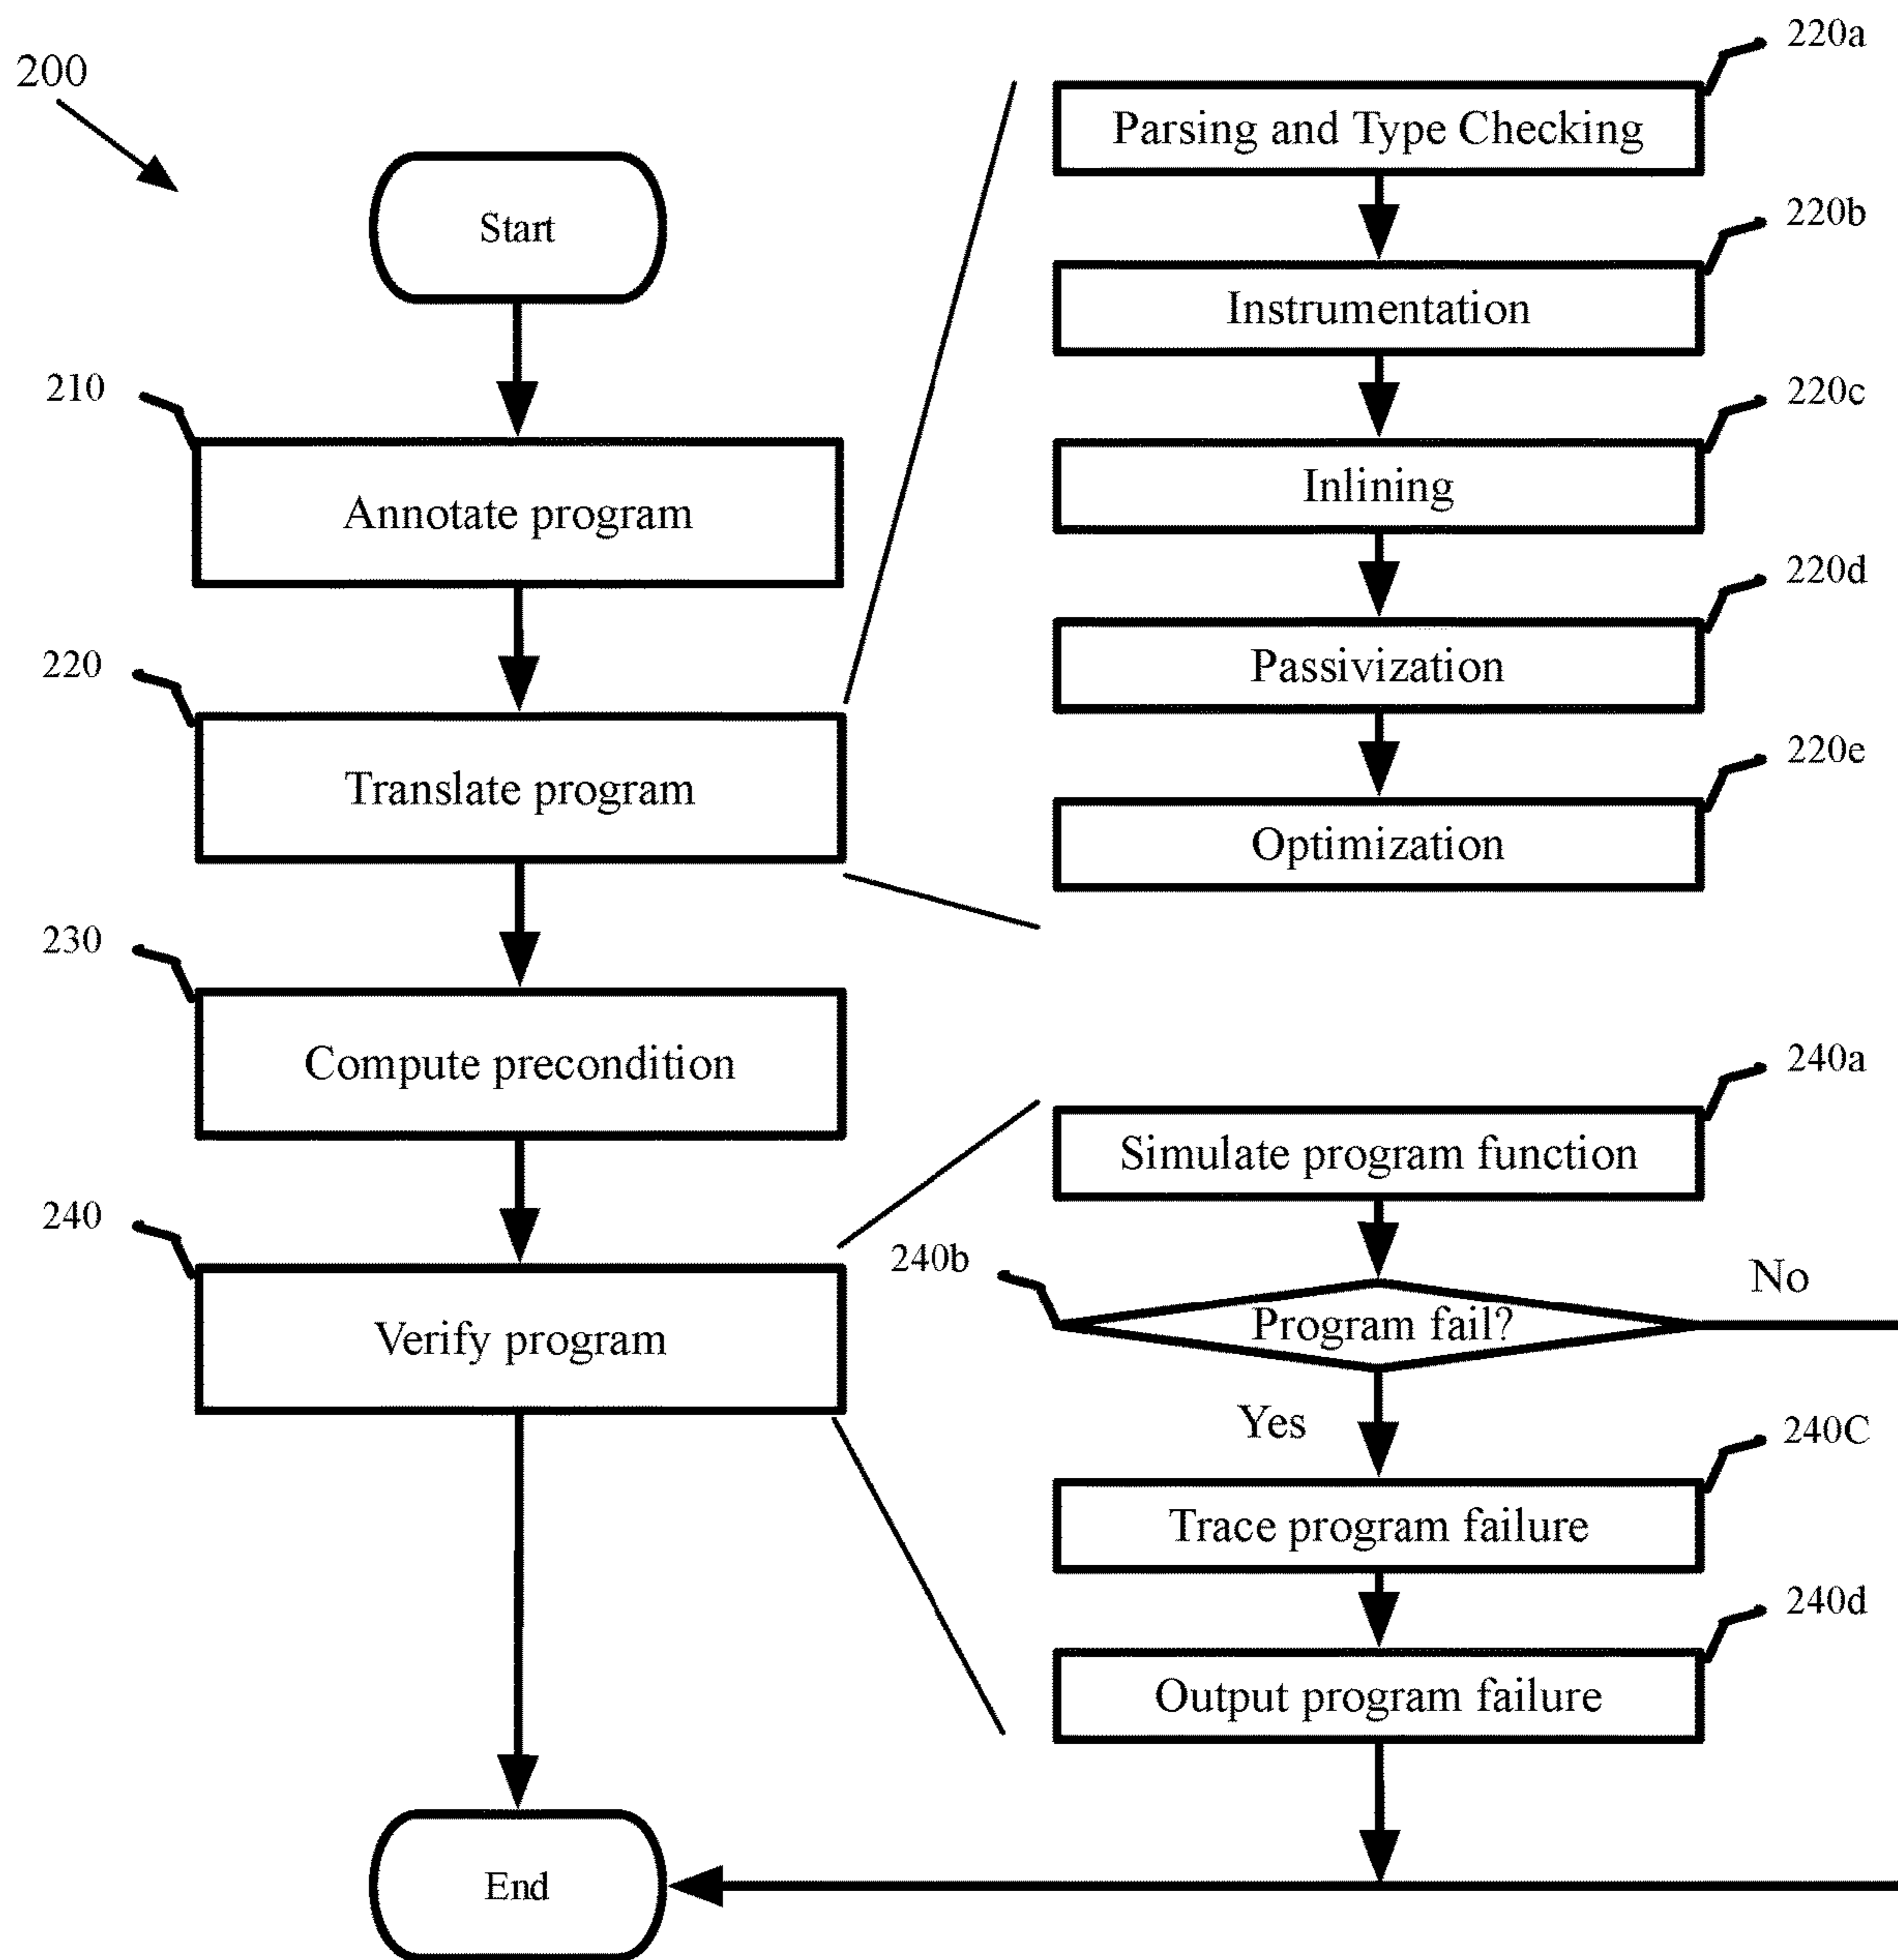 200
Start
210
Annotate program
220
Translate program
230
Compute precondition
240
Verify program
End
220a
Parsing and Type Checking
220b
Instrumentation
220c
Inlining
220d
Passivization
220e
Optimization
240a
Simulate program function
240b
Program fail?
No
Yes
240C
Trace program failure
240d
Output program failure